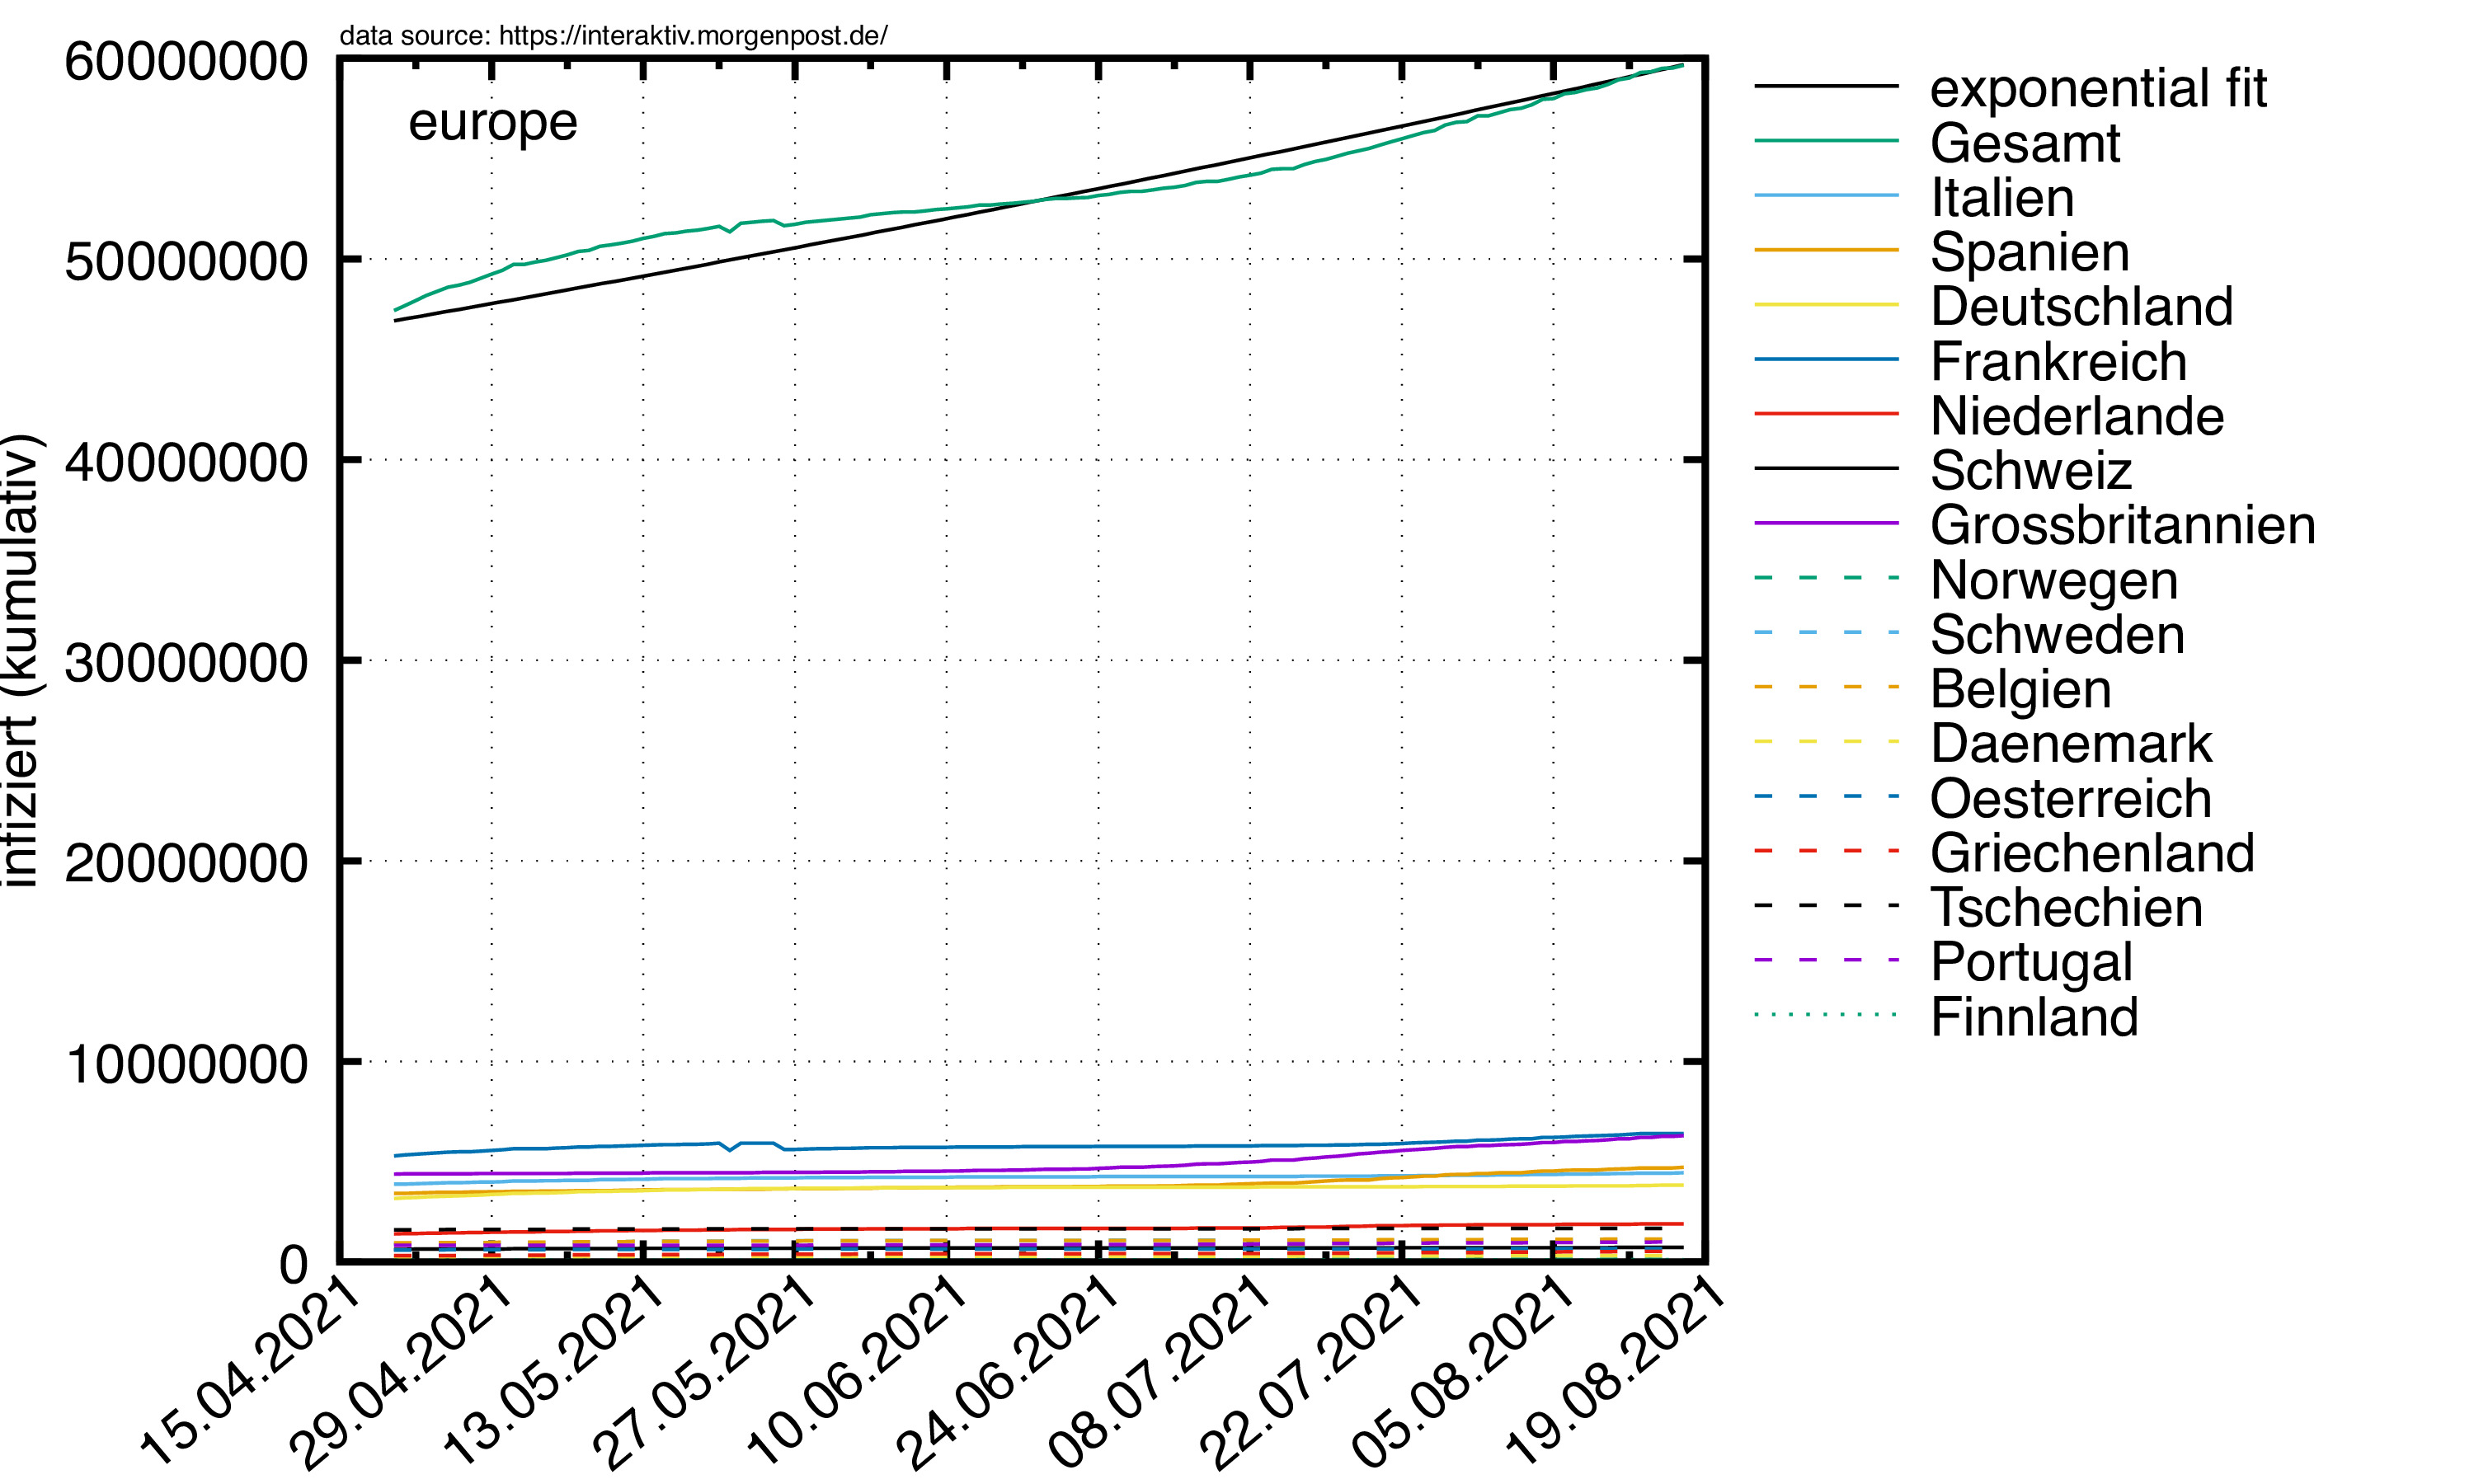 data source: https://interaktiv.morgenpost.de/
europe
infiziert (kumulativ)
60000000
50000000
40000000
30000000
20000000
10000000
0
15.04.2021
29.04.2021
13.05.2021
27.05.2021
10.06.2021
24.06.2021
08.07.2021
22.07.2021
05.08.2021
19.08.2021
exponential fit
Gesamt
Italien
Spanien
Deutschland
Frankreich
Niederlande
Schweiz
Grossbritannien
Norwegen
Schweden
Belgien
Daenemark
Oesterreich
Griechenland
Tschechien
Portugal
Finnland